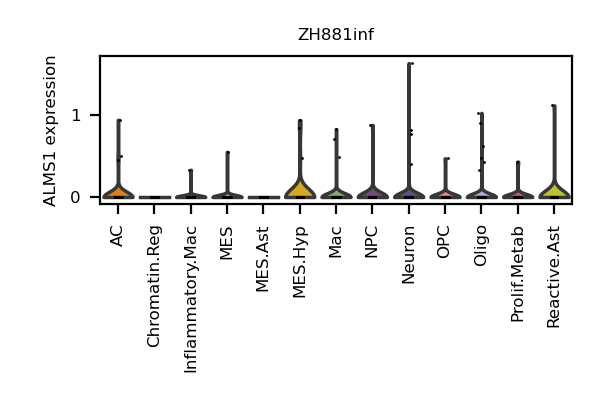 ZH881inf
ALMS1 expression
1
0
AC
Chromatin.Reg
Inflammatory.Mac
MES
MES.Ast
MES.Hyp
Mac
NPC
Neuron
OPC
Oligo
Prolif.Metab
Reactive.Ast